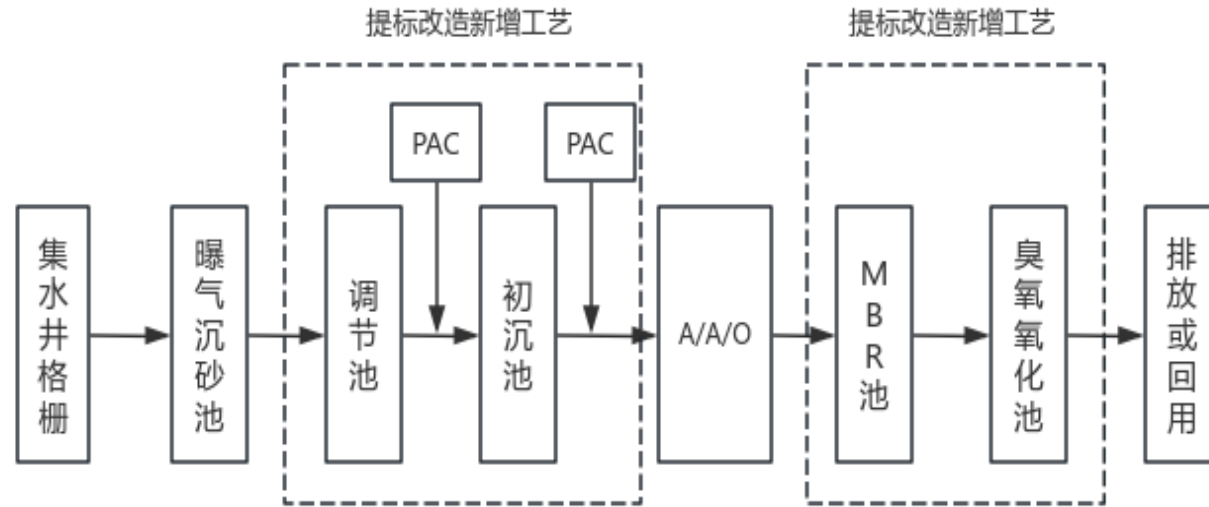 提标改造新增工艺
提标改造新增工艺
PAC
PAC
集水井格栅
曝气沉砂池
调节池
初沉池
A/A/O
MBR池
臭氧氧化池
排放或回用